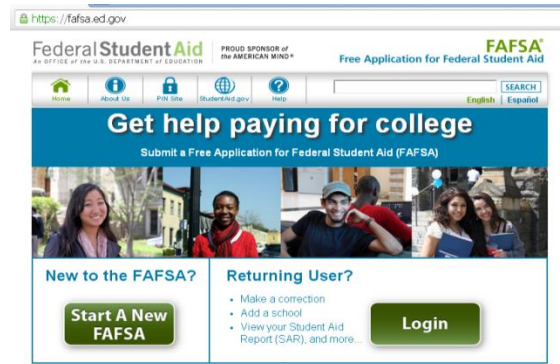 https://fafsa.ed.gov
Federal Student Aid
An OFFICE of the U.S. DEPARTMENT of EDUCATION
PROUD SPONSOR of
the AMERICAN MIND®
FAFSA®
Free Application for Federal Student Aid
Home
About Us
PIN Site
StudentAid.gov
Help
SEARCH
English | Español
Get help paying for college
Submit a Free Application for Federal Student Aid (FAFSA)
New to the FAFSA?
Start A New
FAFSA
Returning User?
• Make a correction
• Add a school
• View your Student Aid
Report (SAR), and more...
Login